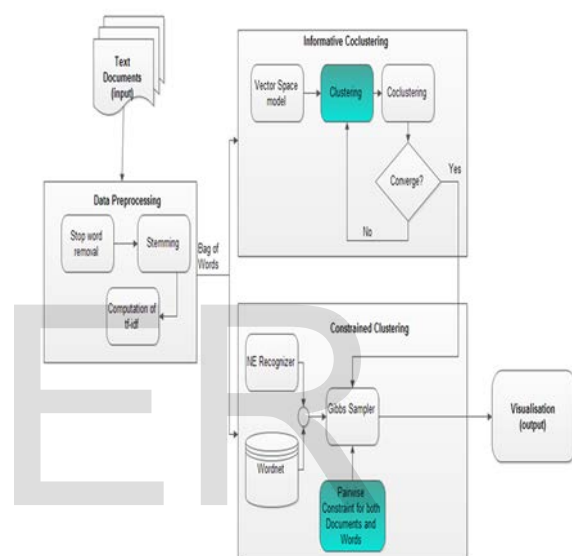 Text
Documents
(input)
Data Preprocessing
Stop word
removal
Stemming
Computation of
tf-idf
Bag of
Words
Informative Coclustering
Vector Space
model
Clustering
Coclustering
Converge?
Yes
No
Constrained Clustering
NE Recognizer
Wordnet
Gibbs Sampler
Pairwise
Constraint for both
Documents and
Words
Visualisation
(output)
ER